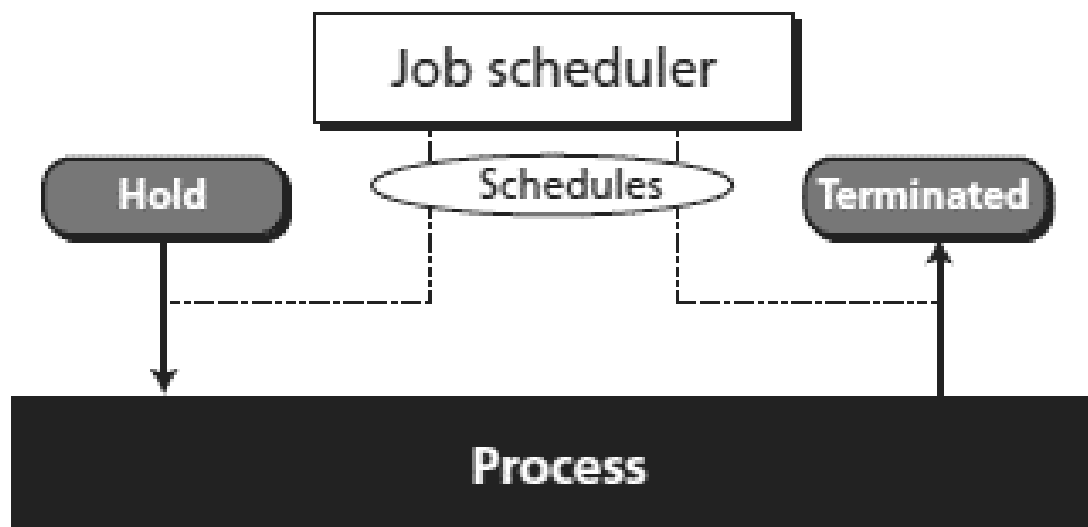 Job scheduler
Hold
Schedules
Terminated
Process